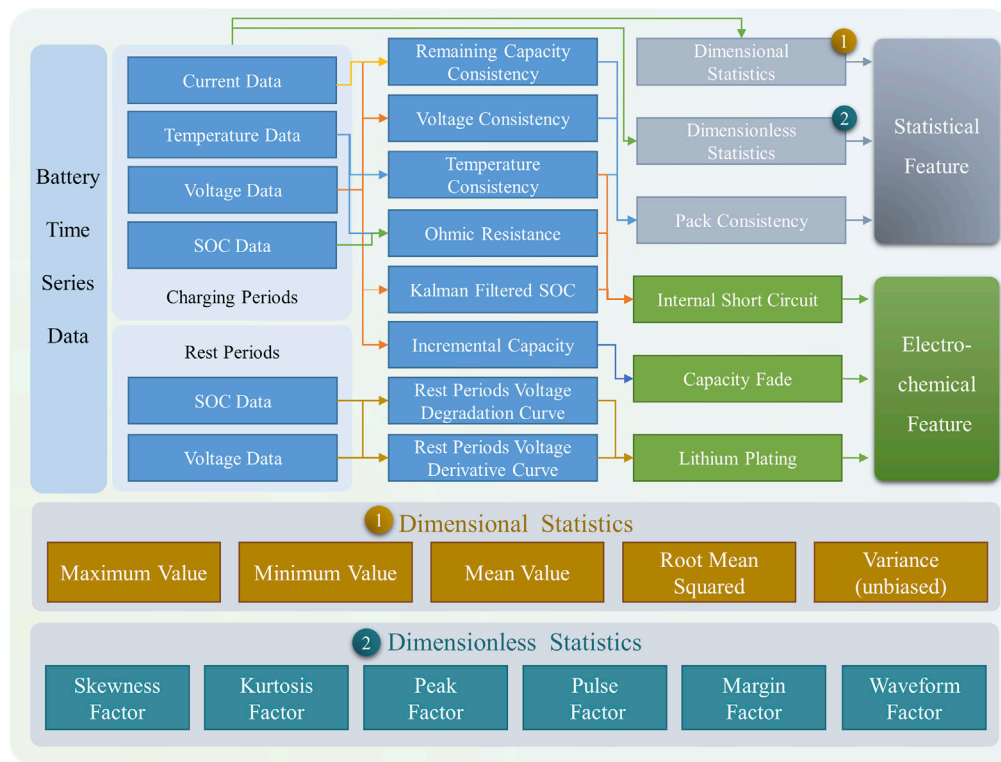 Battery
Time
Series
Data
Current Data
Temperature Data
Voltage Data
SOC Data
Charging Periods
Rest Periods
SOC Data
Voltage Data
Remaining Capacity
Consistency
Voltage Consistency
Temperature
Consistency
Ohmic Resistance
Kalman Filtered SOC
Incremental Capacity
Rest Periods Voltage
Degradation Curve
Rest Periods Voltage
Derivative Curve
Dimensional
Statistics
1
Dimensionless
Statistics
2
Pack Consistency
Internal Short Circuit
Capacity Fade
Lithium Plating
Statistical
Feature
Electro-
chemical
Feature
1 Dimensional Statistics
Maximum Value
Minimum Value
Mean Value
Root Mean
Squared
Variance
(unbiased)
2 Dimensionless Statistics
Skewness
Factor
Kurtosis
Factor
Peak
Factor
Pulse
Factor
Margin
Factor
Waveform
Factor